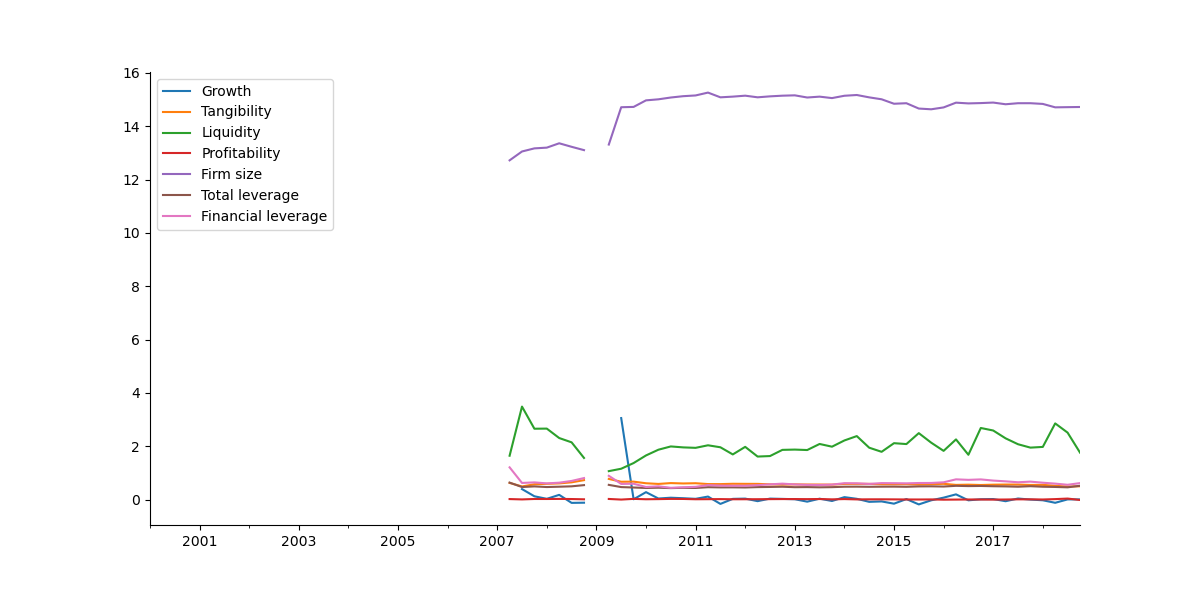 16
14
12
10
8
6
4
2
0
Growth
Tangibility
Liquidity
Profitability
Firm size
Total leverage
Financial leverage
2001 2003 2005 2007 2009 2011 2013 2015 2017